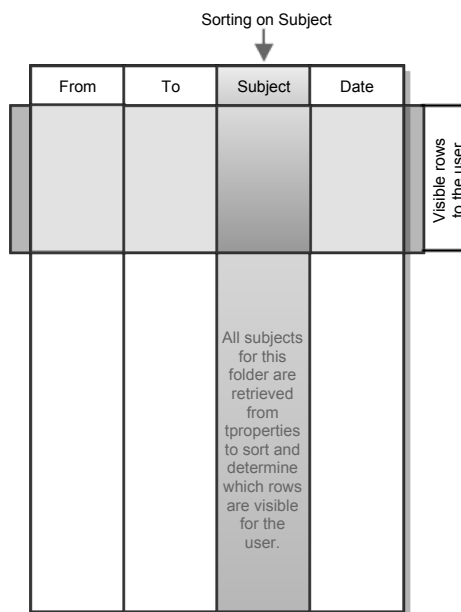 Sorting on Subject
From To Subject Date
Visible rows
to the user
All subjects
for this
folder are
retrieved
from
tproperties
to sort and
determine
which rows
are visible
for the
user.